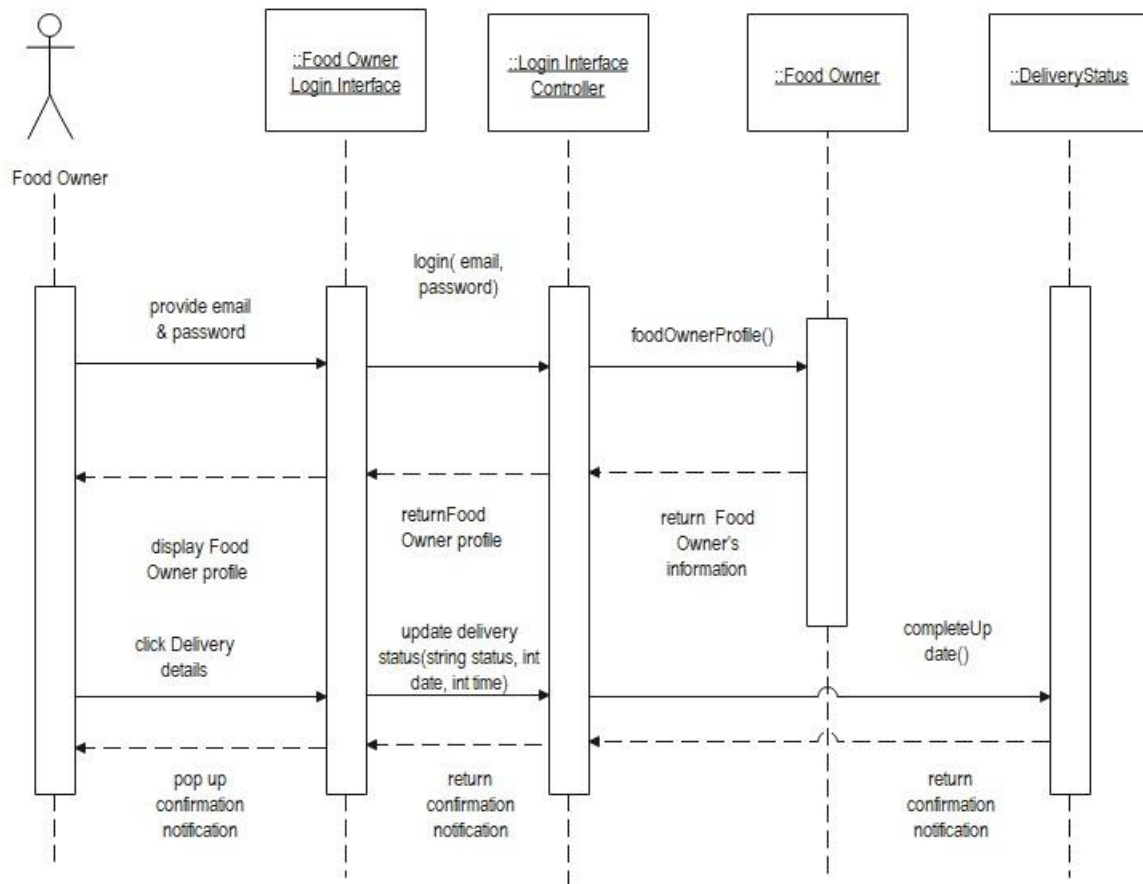 ::Food Owner
Login Interface
::Login Interface
Controller
::Food Owner
::DeliveryStatus
Food Owner
provide email
& password
login( email,
password)
foodOwnerProfile()
display Food
Owner profile
returnFood
Owner profile
return Food
Owner's
information
click Delivery
details
update delivery
status(string status, int
date, int time)
completeUp
date()
pop up
confirmation
notification
return
confirmation
notification
return
confirmation
notification